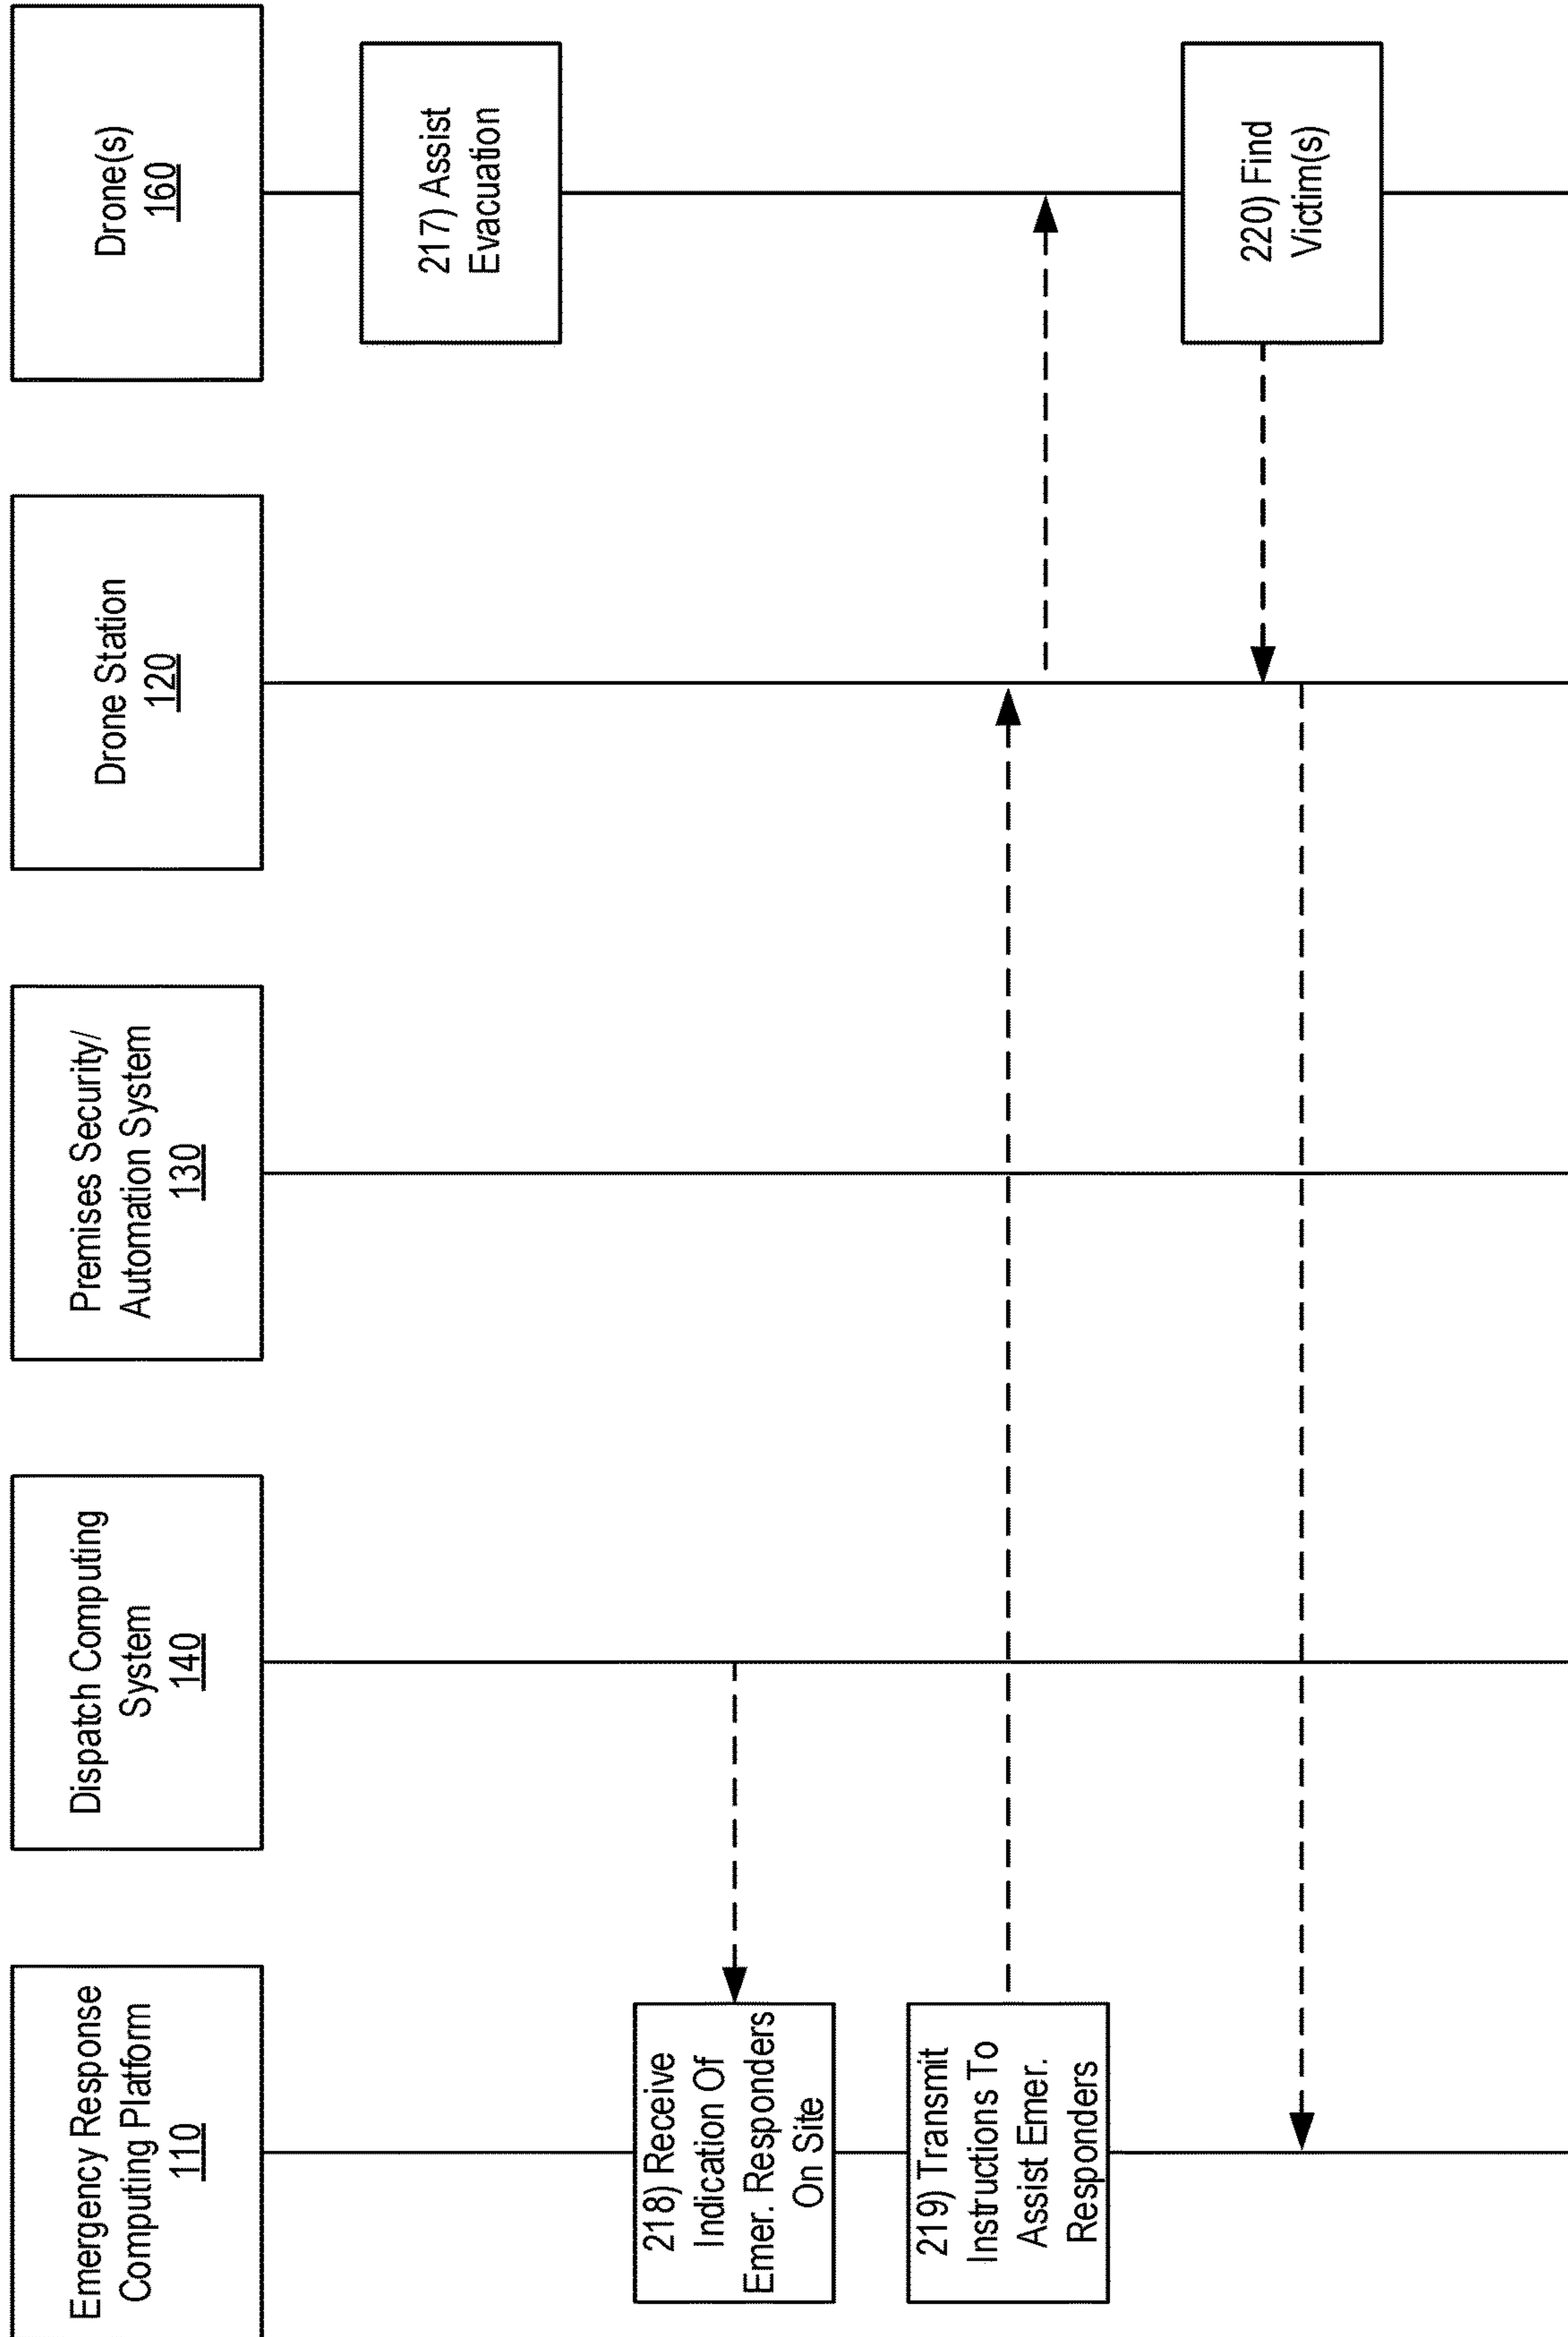 Emergency Response
Computing Platform
110
Dispatch Computing
System
140
Premises Security/
Automation System
130
Drone Station
120
Drone(s)
160
217) Assist
Evacuation
218) Receive
Indication Of
Emer. Responders
On Site
219) Transmit
Instructions To
Assist Emer.
Responders
220) Find
Victim(s)